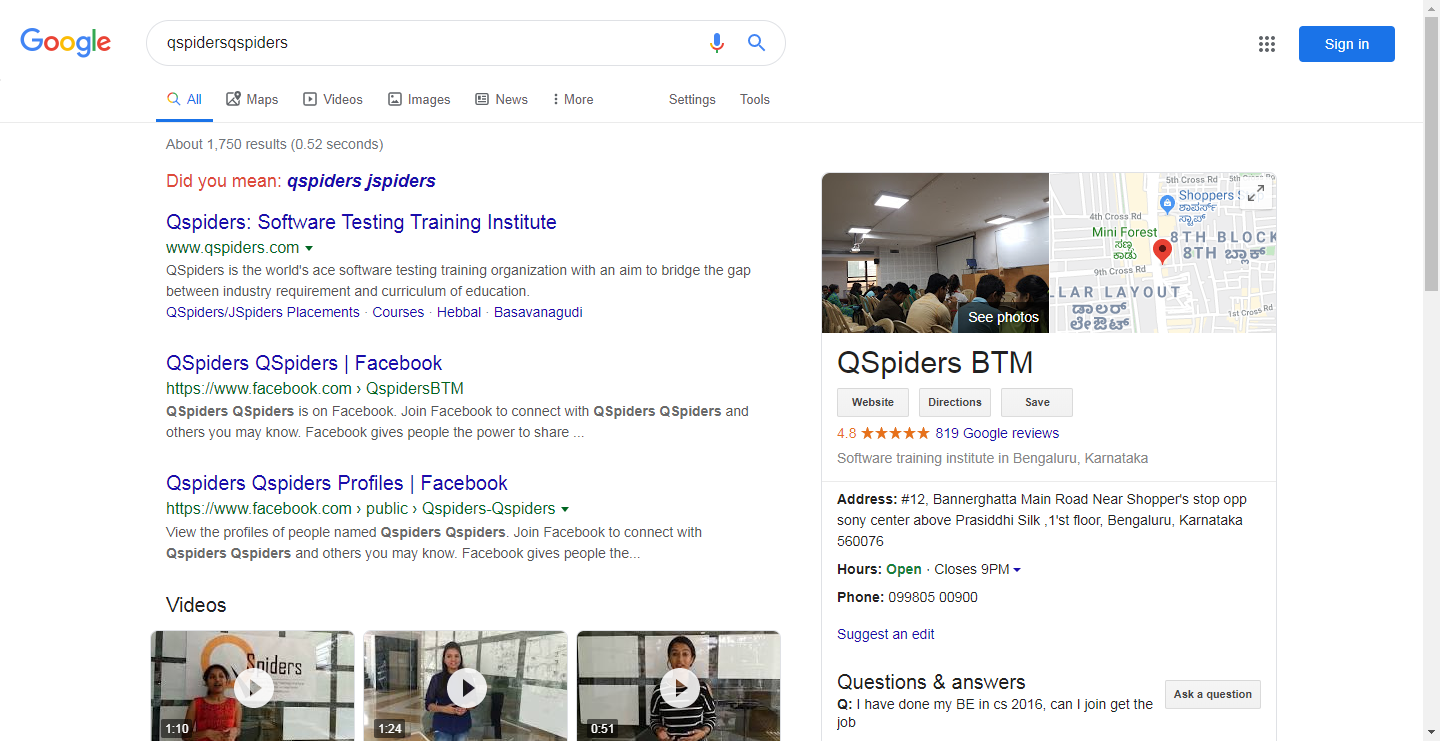 Google
qspidersqspiders
Sign in
All
Maps
Videos
Images
News
More
Settings
Tools
About 1,750 results (0.52 seconds)
Did you mean: qspiders jspiders
Qspiders: Software Testing Training Institute
www.qspiders.com
QSpiders is the world's ace software testing training organization with an aim to bridge the gap
between industry requirement and curriculum of education.
QSpiders/JSpiders Placements · Courses · Hebbal · Basavanagudi
QSpiders QSpiders | Facebook
https://www.facebook.com › QspidersBTM
QSpiders QSpiders is on Facebook. Join Facebook to connect with QSpiders QSpiders and
others you may know. Facebook gives people the power to share ...
Qspiders Qspiders Profiles | Facebook
https://www.facebook.com › public › Qspiders-Qspiders
View the profiles of people named Qspiders Qspiders. Join Facebook to connect with
Qspiders Qspiders and others you may know. Facebook gives people the...
Videos
Spiders
1:10
1:24
0:51
See photos
5th Cross Rd
5th Cross
Shoppers S
ಶಾಪರ್ಸ್
ಸ್ಟಾಪ್
4th Cross Rd
Mini Forest
ಸಣ್ಣ
ಕಾಡು
8TH BLOCK
8TH ಬ್ಲಾಕ್
9th Cross Rd
LLAR LAYOUT
ಡಾಲರ್
ಲೇಔಟ್
1st Cross Rd
QSpiders BTM
Website
Directions
Save
4.8 819 Google reviews
Software training institute in Bengaluru, Karnataka
Address: #12, Bannerghatta Main Road Near Shopper's stop opp
sony center above Prasiddhi Silk ,1'st floor, Bengaluru, Karnataka
560076
Hours: Open · Closes 9PM
Phone: 099805 00900
Suggest an edit
Questions & answers
Ask a question
Q: I have done my BE in cs 2016, can I join get the
job